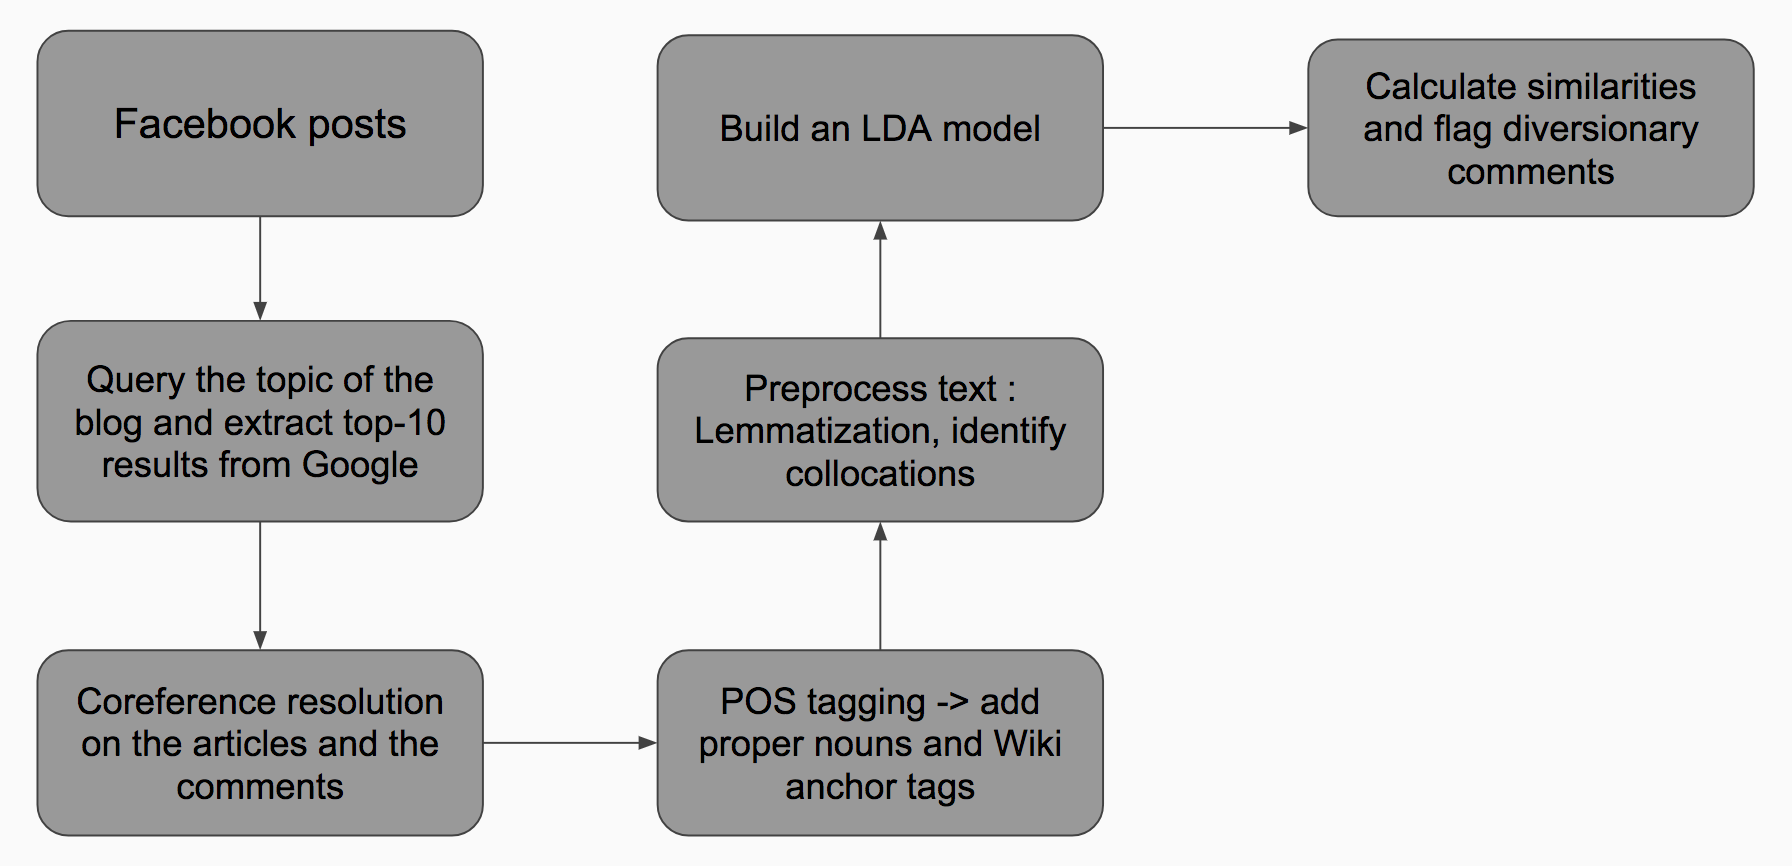 Facebook posts
Query the topic of the
blog and extract top-10
results from Google
Coreference resolution
on the articles and the
comments
POS tagging -> add
proper nouns and Wiki
anchor tags
Preprocess text :
Lemmatization, identify
collocations
Build an LDA model
Calculate similarities
and flag diversionary
comments